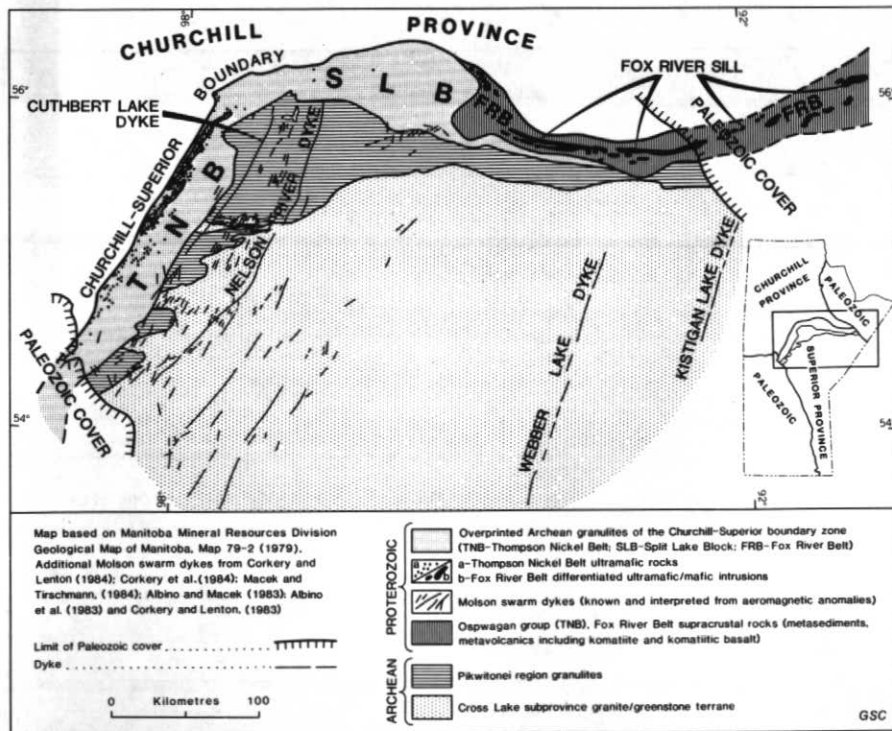 98°
92°
CHURCHILL PROVINCE
BOUNDARY
S L B
FOX RIVER SILL
56°
56°
CUTHBERT LAKE
DYKE
FRB
FRB
PALEOZOIC COVER
CHURCHILL-SUPERIOR
T N B
NELSON RIVER DYKE
WEBBER LAKE DYKE
KISTIGAN LAKE DYKE
PALEOZOIC COVER
54°
54°
98°
92°
CHURCHILL
PROVINCE
PALEOZOIC
SUPERIOR PROVINCE
PALEOZOIC
Map based on Manitoba Mineral Resources Division
Geological Map of Manitoba, Map 79-2 (1979).
Additional Molson swarm dykes from Corkery and
Lenton (1984); Corkery et al.(1984); Macek and
Tirschmann, (1984); Albino and Macek (1983); Albino
et al. (1983) and Corkery and Lenton, (1983)
Limit of Paleozoic cover
Dyke
Kilometres
0 100
PROTEROZOIC
Overprinted Archean granulites of the Churchill-Superior boundary zone
(TNB-Thompson Nickel Belt; SLB-Split Lake Block; FRB-Fox River Belt)
a b
a-Thompson Nickel Belt ultramafic rocks
b-Fox River Belt differentiated ultramafic/mafic intrusions
Molson swarm dykes (known and interpreted from aeromagnetic anomalies)
Ospwagan group (TNB), Fox River Belt supracrustal rocks (metasediments,
metavolcanics including komatiite and komatiitic basalt)
ARCHEAN
Pikwitonei region granulites
Cross Lake subprovince granite/greenstone terrane
GSC